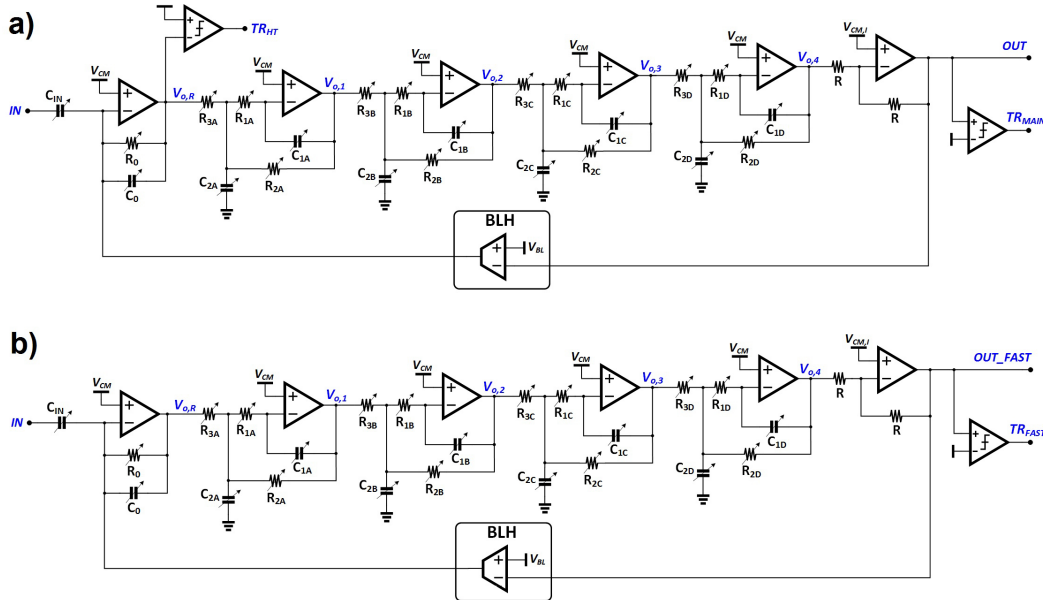 a)
TR_HT
V_CM
V_CM
V_CM
V_CM
V_CM
V_CM,I
OUT
C_IN
IN
V_o,R
V_o,1
V_o,2
V_o,3
V_o,4
R
R_3A
R_1A
R_3B
R_1B
R_3C
R_1C
R_3D
R_1D
R
TR_MAIN
R_0
C_1A
C_1B
C_1C
C_1D
C_0
C_2A
R_2A
C_2B
R_2B
C_2C
R_2C
C_2D
R_2D
BLH
V_BL
b)
V_CM
V_CM
V_CM
V_CM
V_CM
V_CM,I
OUT_FAST
C_IN
IN
V_o,R
V_o,1
V_o,2
V_o,3
V_o,4
R
R_3A
R_1A
R_3B
R_1B
R_3C
R_1C
R_3D
R_1D
R
TR_FAST
R_0
C_1A
C_1B
C_1C
C_1D
C_0
C_2A
R_2A
C_2B
R_2B
C_2C
R_2C
C_2D
R_2D
BLH
V_BL